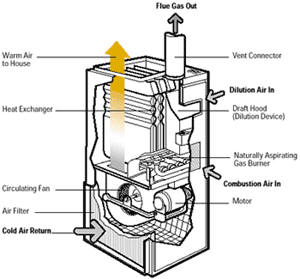 Flue Gas Out
Warm Air
to House
Vent Connector
Dilution Air In
Heat Exchanger
Draft Hood
(Dilution Device)
Naturally Aspirating
Gas Burner
Combustion Air In
Circulating Fan
Motor
Air Filter
Cold Air Return